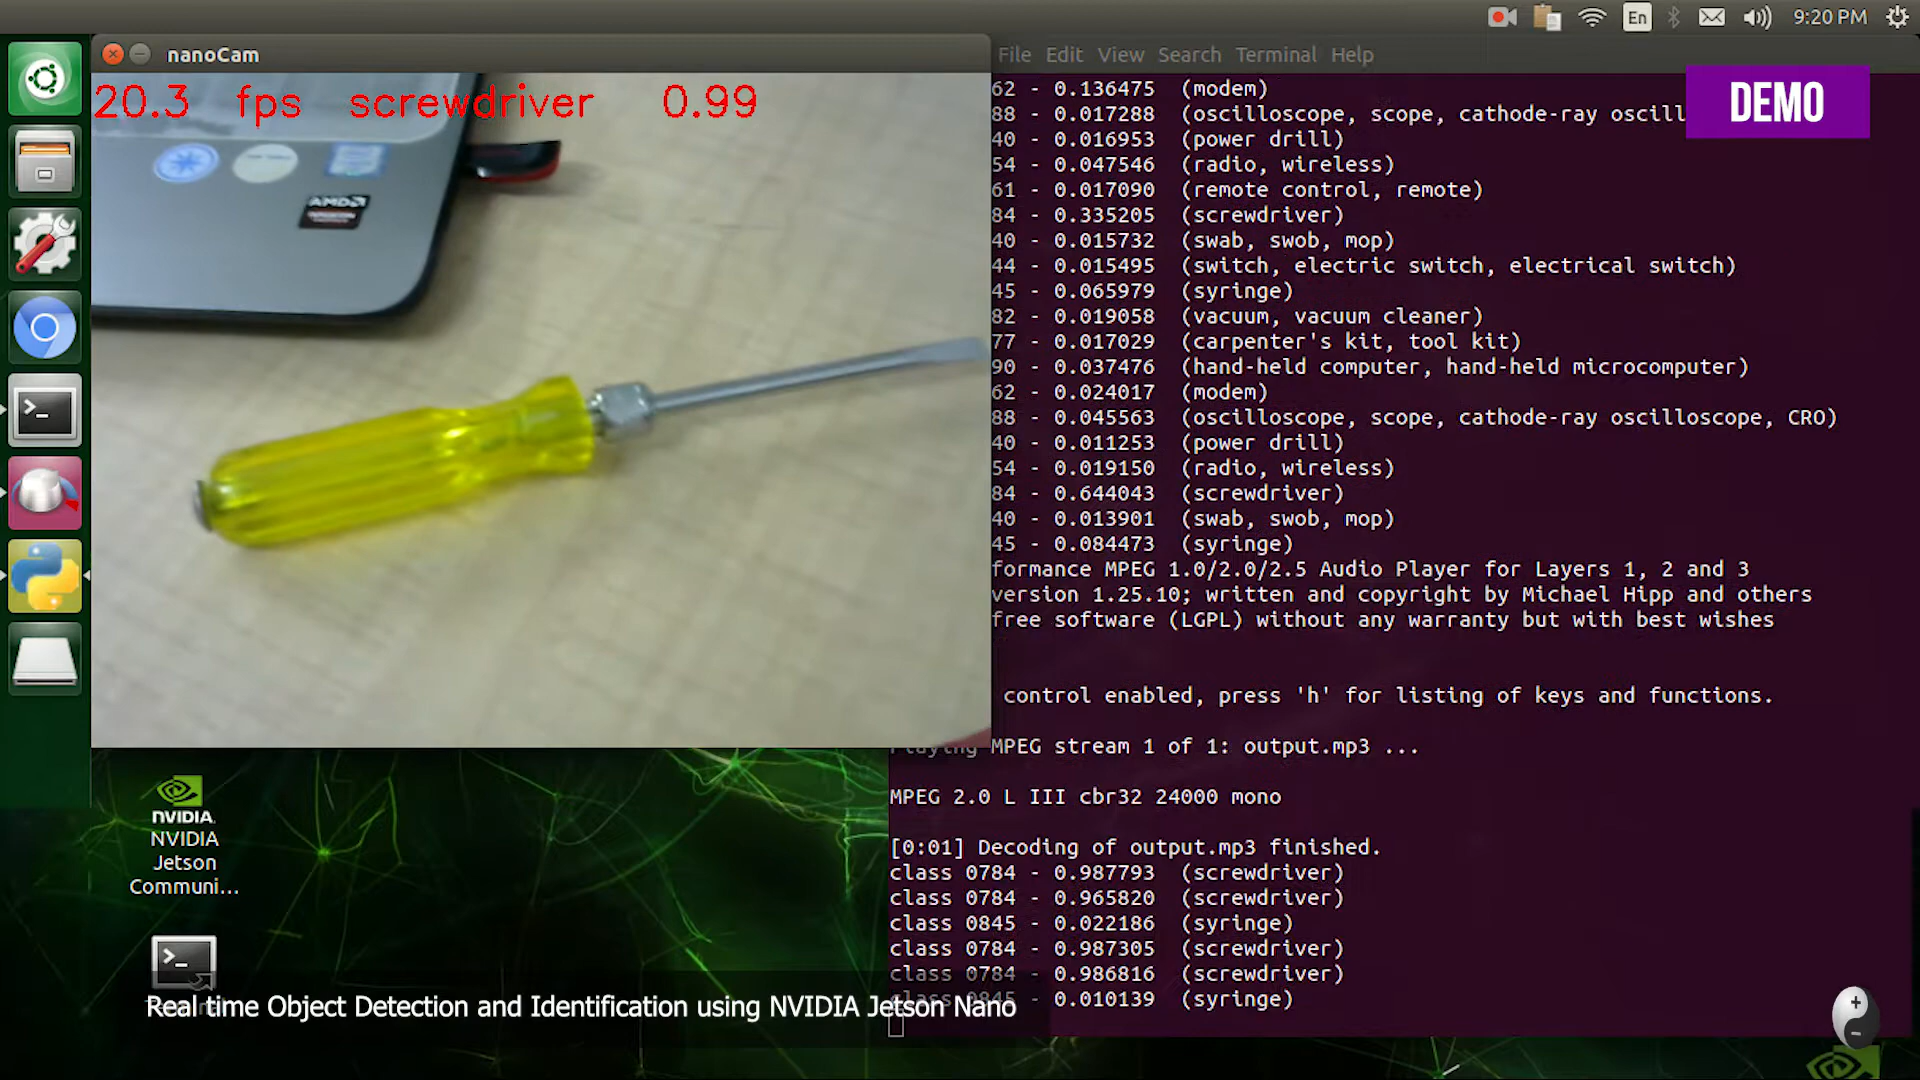 En
9:20 PM
nanoCam
File Edit View Search Terminal Help
20.3 fps screwdriver 0.99
AMD
DEMO
62 - 0.136475 (modem)
88 - 0.017288 (oscilloscope, scope, cathode-ray oscill
40 - 0.016953 (power drill)
54 - 0.047546 (radio, wireless)
61 - 0.017090 (remote control, remote)
84 - 0.335205 (screwdriver)
40 - 0.015732 (swab, swob, mop)
44 - 0.015495 (switch, electric switch, electrical switch)
45 - 0.065979 (syringe)
82 - 0.019058 (vacuum, vacuum cleaner)
77 - 0.017029 (carpenter's kit, tool kit)
90 - 0.037476 (hand-held computer, hand-held microcomputer)
62 - 0.024017 (modem)
88 - 0.045563 (oscilloscope, scope, cathode-ray oscilloscope, CRO)
40 - 0.011253 (power drill)
54 - 0.019150 (radio, wireless)
84 - 0.644043 (screwdriver)
40 - 0.013901 (swab, swob, mop)
45 - 0.084473 (syringe)
formance MPEG 1.0/2.0/2.5 Audio Player for Layers 1, 2 and 3
version 1.25.10; written and copyright by Michael Hipp and others
free software (LGPL) without any warranty but with best wishes
control enabled, press 'h' for listing of keys and functions.
Playing MPEG stream 1 of 1: output.mp3 ...
MPEG 2.0 L III cbr32 24000 mono
[0:01] Decoding of output.mp3 finished.
class 0784 - 0.987793 (screwdriver)
class 0784 - 0.965820 (screwdriver)
class 0845 - 0.022186 (syringe)
class 0784 - 0.987305 (screwdriver)
class 0784 - 0.986816 (screwdriver)
class 0845 - 0.010139 (syringe)
NVIDIA
NVIDIA
Jetson
Communi...
Real time Object Detection and Identification using NVIDIA Jetson Nano